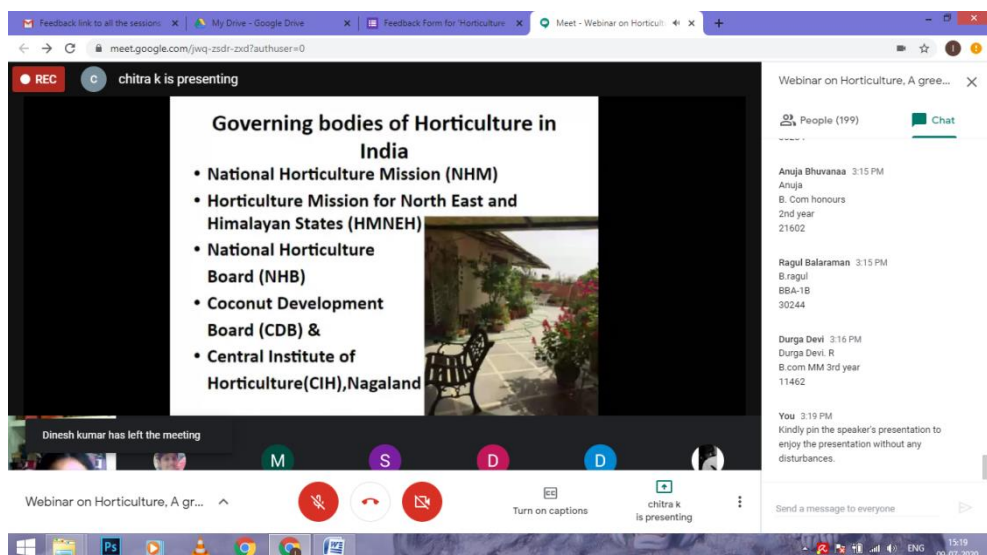 Feedback link to all the sessions
My Drive - Google Drive
Feedback Form for 'Horticulture
Meet - Webinar on Horticult
meet.google.com/jwq-zsdr-zxd?authuser=0
REC
c
chitra k is presenting
Governing bodies of Horticulture in
India
• National Horticulture Mission (NHM)
• Horticulture Mission for North East and
Himalayan States (HMNEH)
• National Horticulture
Board (NHB)
• Coconut Development
Board (CDB) &
• Central Institute of
Horticulture(CIH),Nagaland
Dinesh kumar has left the meeting
M
S
D
D
Webinar on Horticulture, A gr...
CC
Turn on captions
chitra k
is presenting
Webinar on Horticulture, A gree...
People (199)
Chat
Anuja Bhuvanaa 3:15 PM
Anuja
B. Com honours
2nd year
21602
Ragul Balaraman 3:15 PM
B.ragul
BBA-1B
30244
Durga Devi 3:16 PM
Durga Devi. R
B.com MM 3rd year
11462
You 3:19 PM
Kindly pin the speaker's presentation to
enjoy the presentation without any
disturbances.
Send a message to everyone
Ps
ENG
15:19
09-07-2020